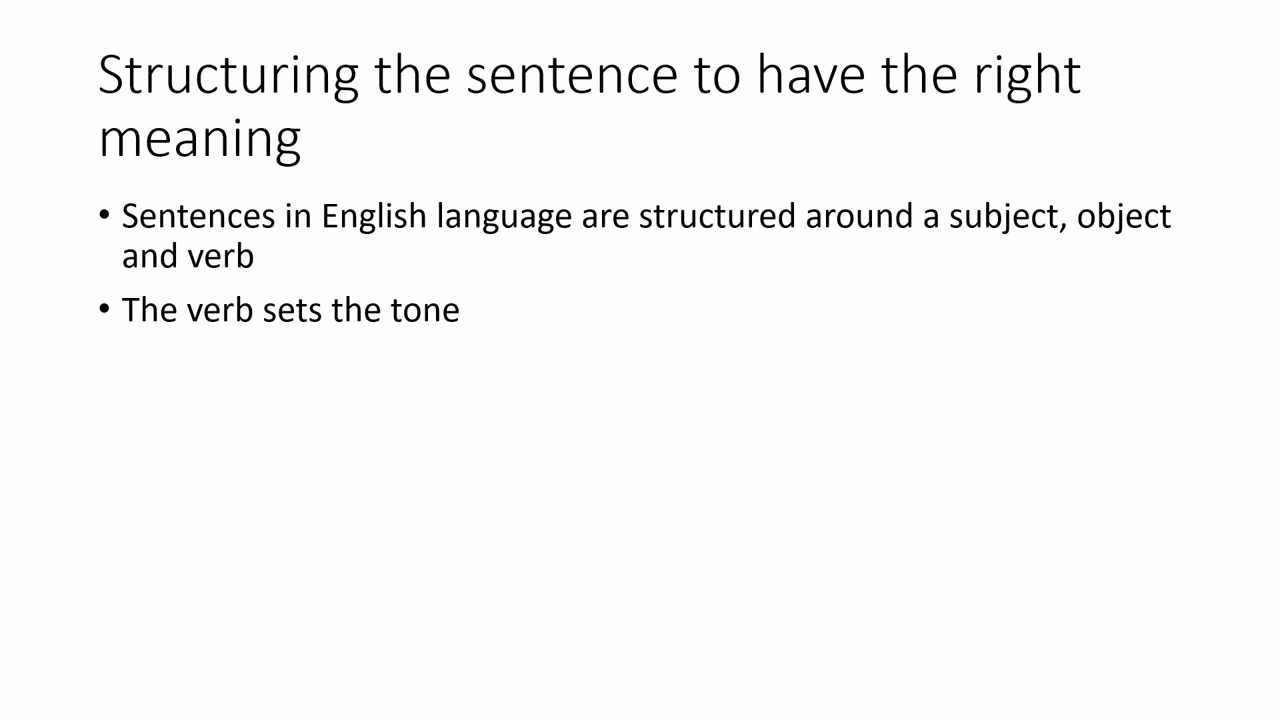 Structuring the sentence to have the right
meaning
• Sentences in English language are structured around a subject, object
and verb
• The verb sets the tone